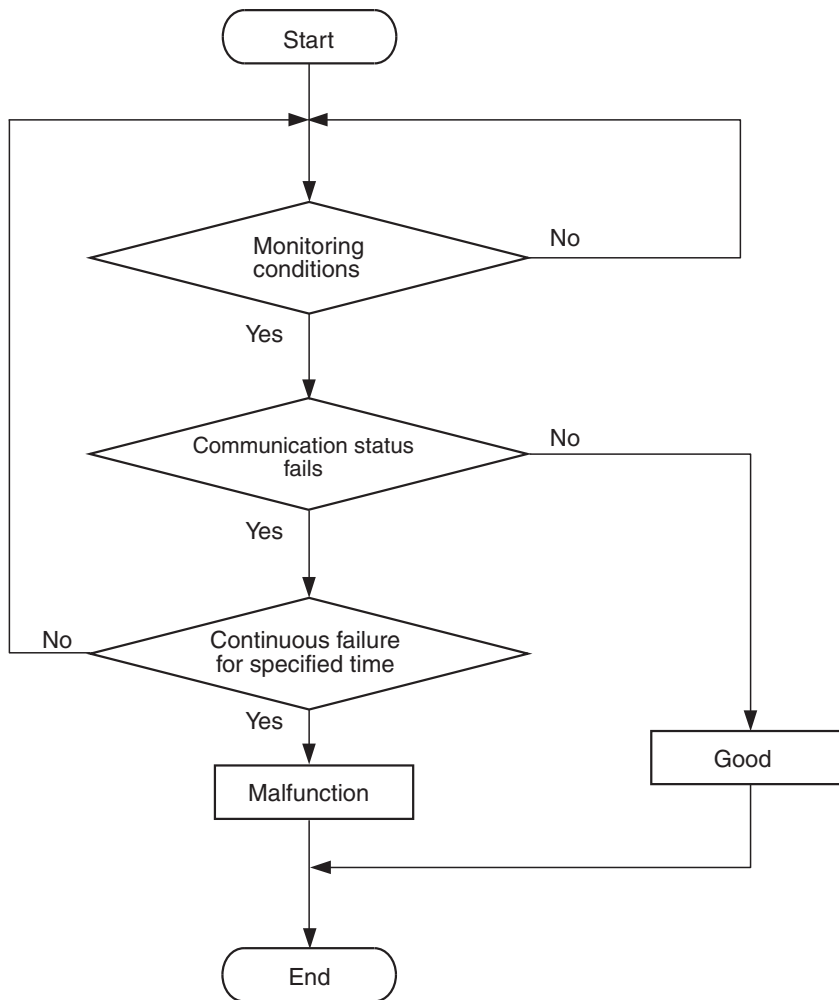 Start
Monitoring
conditions
No
Yes
Communication status
fails
No
Yes
Continuous failure
for specified time
No
Yes
Malfunction
Good
End